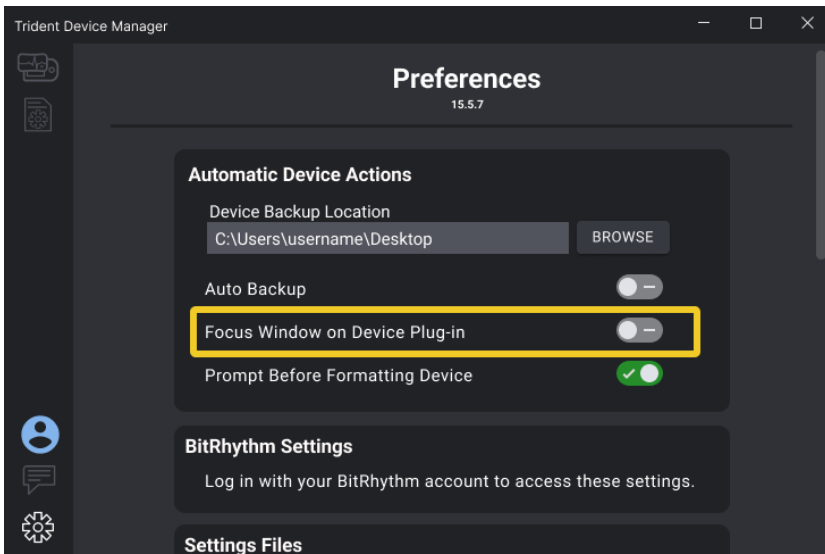 Trident Device Manager
Preferences
15.5.7
Automatic Device Actions
Device Backup Location
C:\Users\username\Desktop
BROWSE
Auto Backup
Focus Window on Device Plug-in
Prompt Before Formatting Device
BitRhythm Settings
Log in with your BitRhythm account to access these settings.
Settings Files